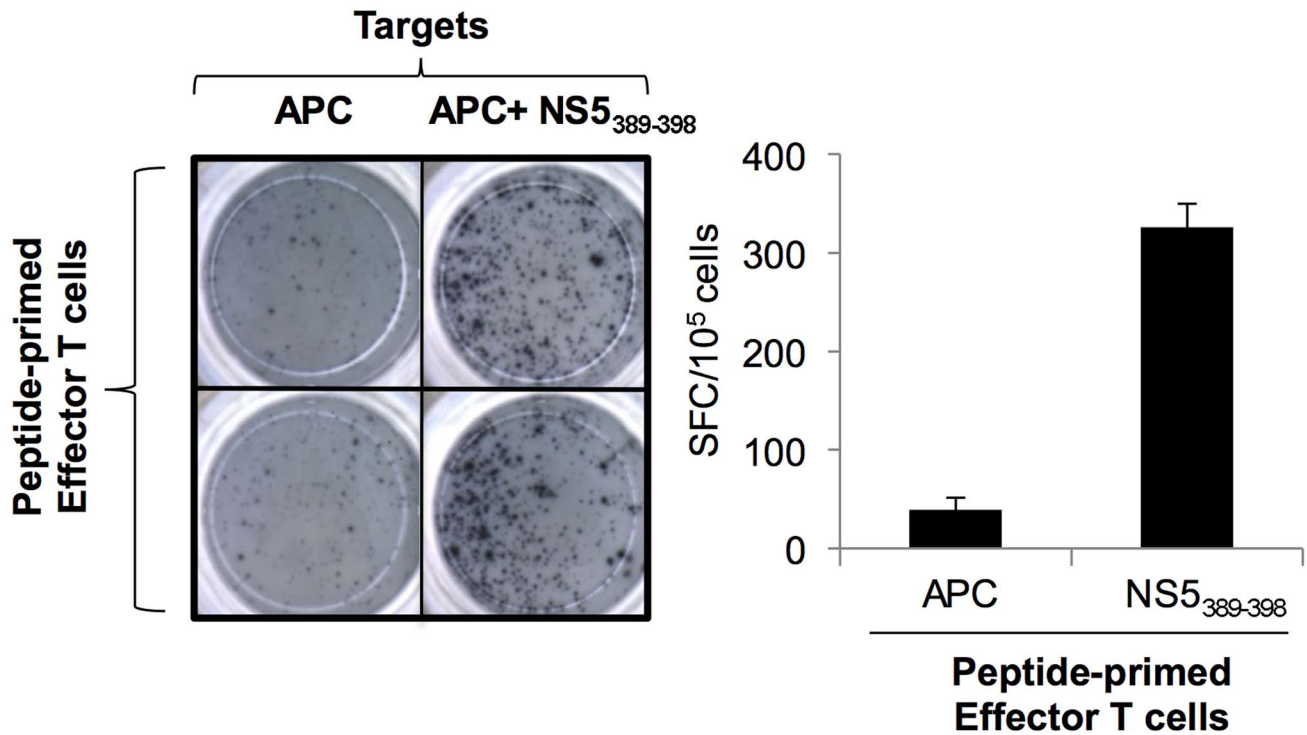 Targets
APC
APC+ NS5389-398
Peptide-primed
Effector T cells
SFC/10⁵ cells
400
300
200
100
0
APC
NS5389-398
Peptide-primed
Effector T cells